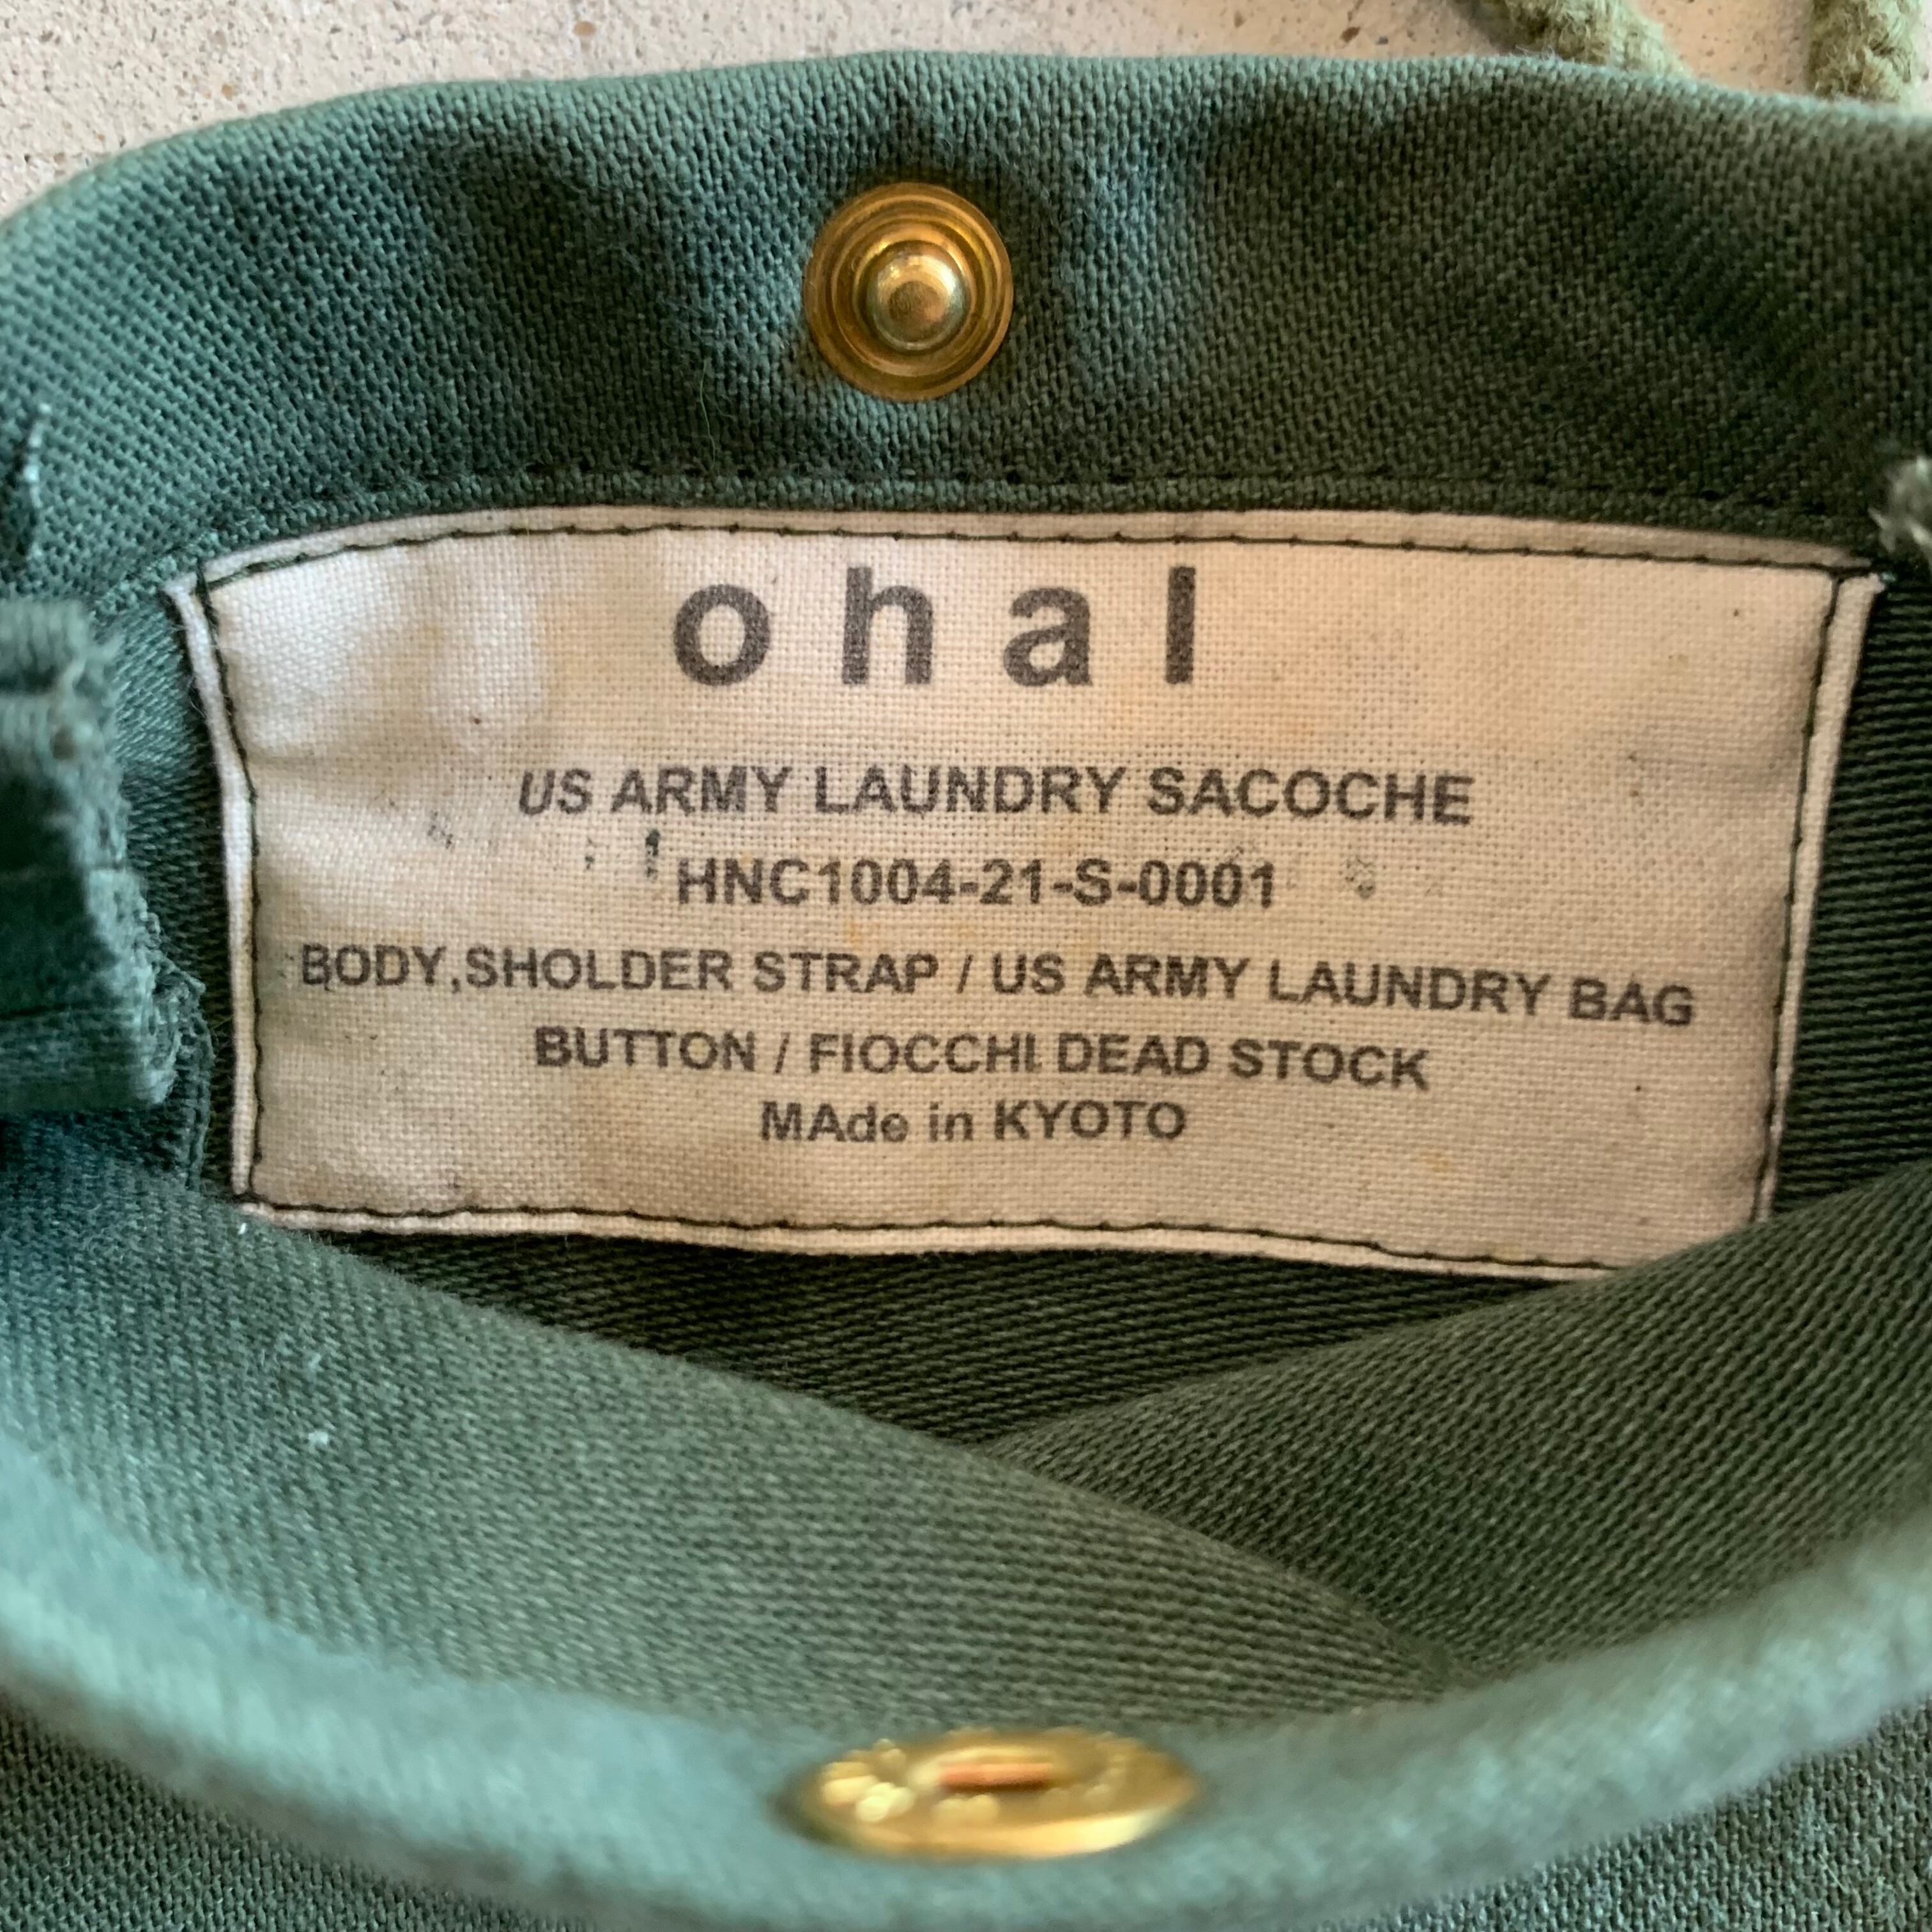 ohal
US ARMY LAUNDRY SACOCHE
HNC1004-21-S-0001
BODY,SHOLDER STRAP / US ARMY LAUNDRY BAG
BUTTON / FIOCCHI DEAD STOCK
MAde in KYOTO